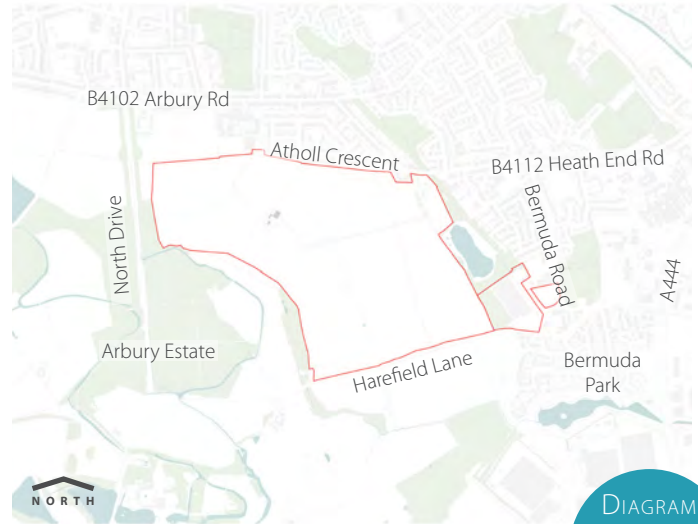 B4102 Arbury Rd
Atholl Crescent
B4112 Heath End Rd
North Drive
Bermuda Road
A444
Arbury Estate
Harefield Lane
Bermuda
Park
NORTH
DIAGRAM